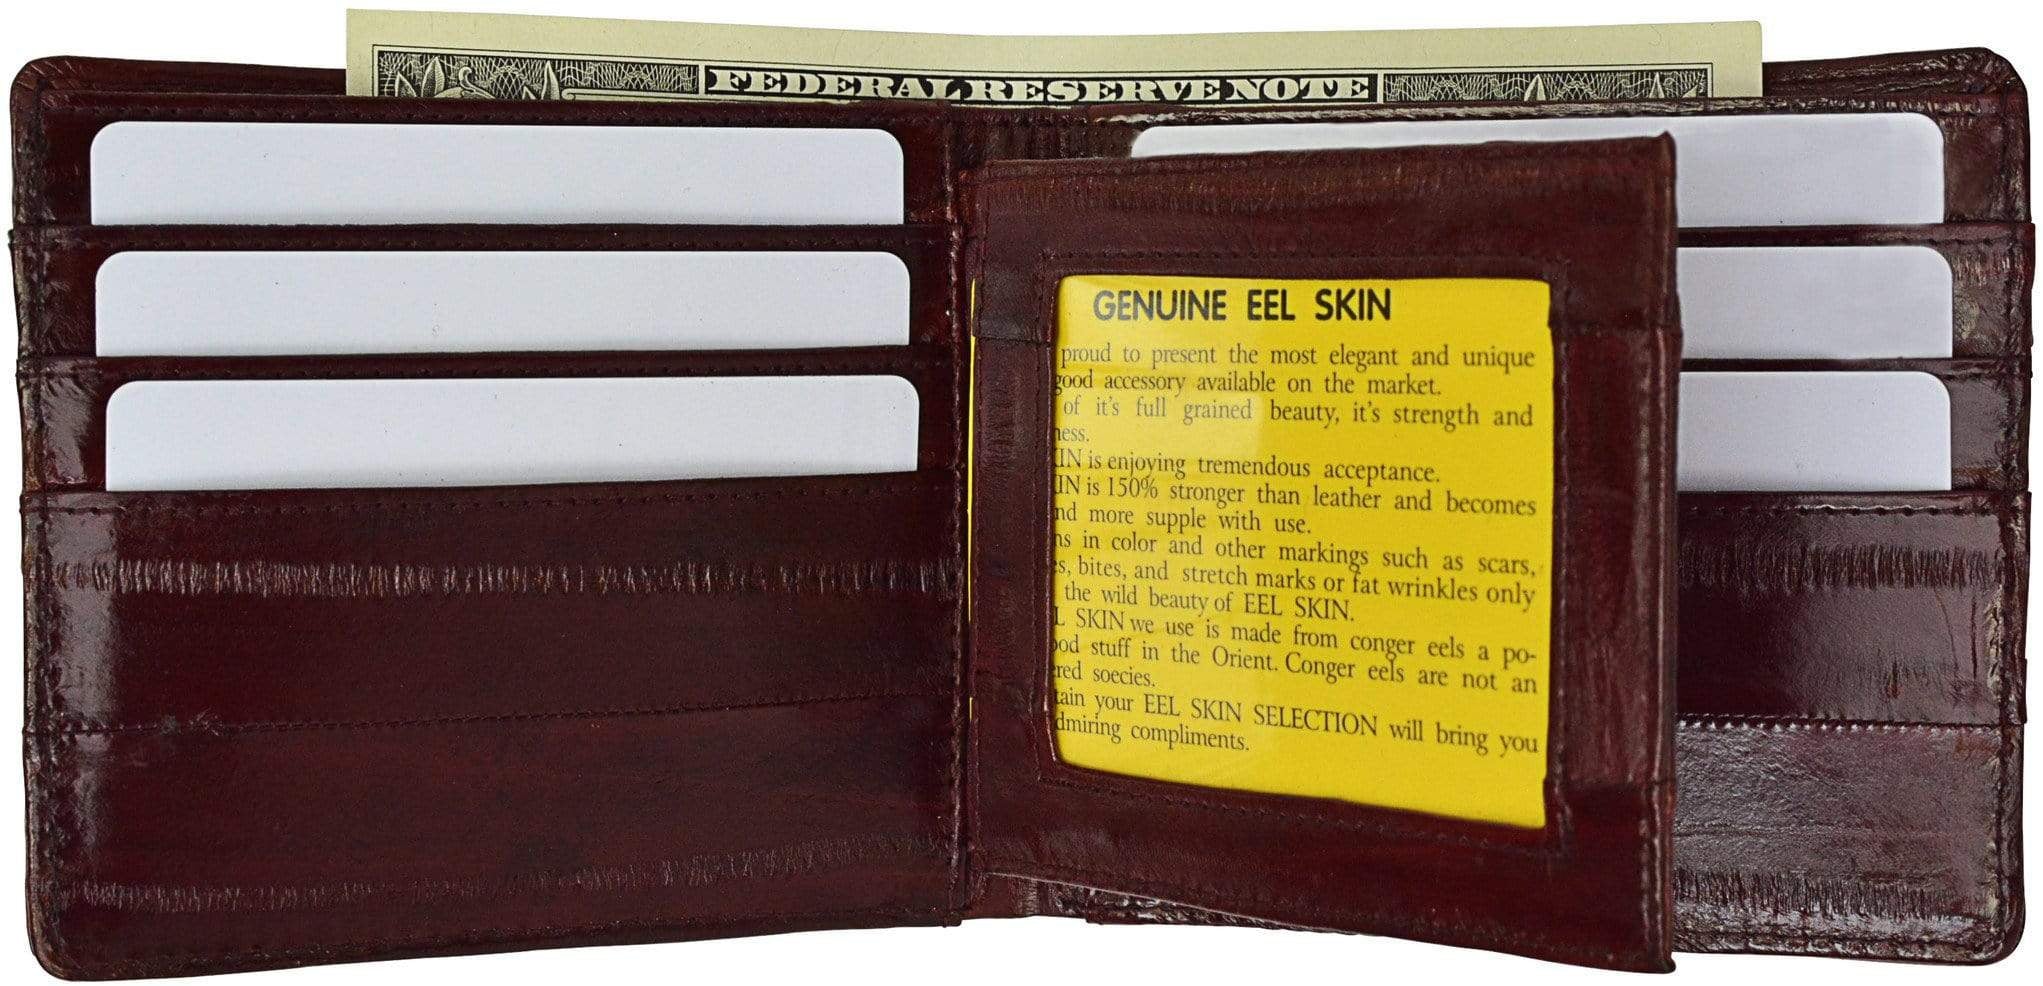 FEDERAL RESERVE NOTE
GENUINE EEL SKIN
proud to present the most elegant and unique
good accessory available on the market.
of it's full grained beauty, it's strength and
ness.
IN is enjoying tremendous acceptance.
IN is 150% stronger than leather and becomes
nd more supple with use.
ns in color and other markings such as scars,
s, bites, and stretch marks or fat wrinkles only
the wild beauty of EEL SKIN.
L SKIN we use is made from conger eels a po-
ood stuff in the Orient. Conger eels are not an
red soecies.
tain your EEL SKIN SELECTION will bring you
dmiring compliments.